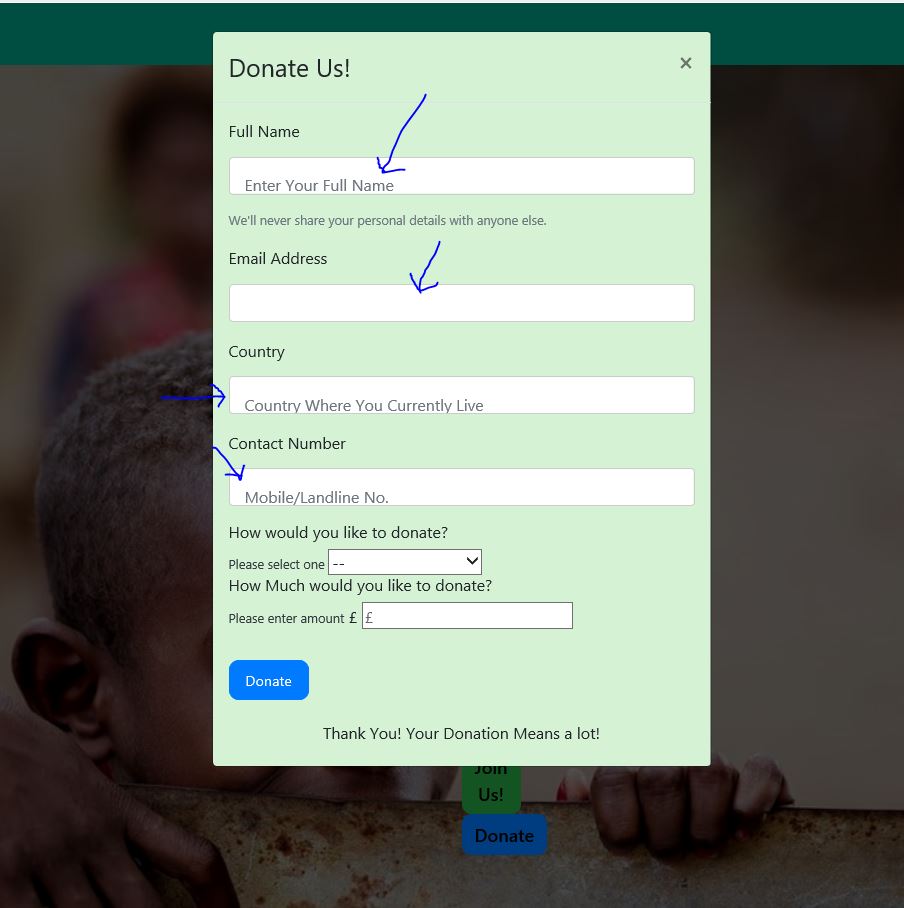 Donate Us!
×
Full Name
Enter Your Full Name
We'll never share your personal details with anyone else.
Email Address
Country
Country Where You Currently Live
Contact Number
Mobile/Landline No.
How would you like to donate?
Please select one --
How Much would you like to donate?
Please enter amount £ £
Donate
Thank You! Your Donation Means a lot!
Join
Us!
Donate